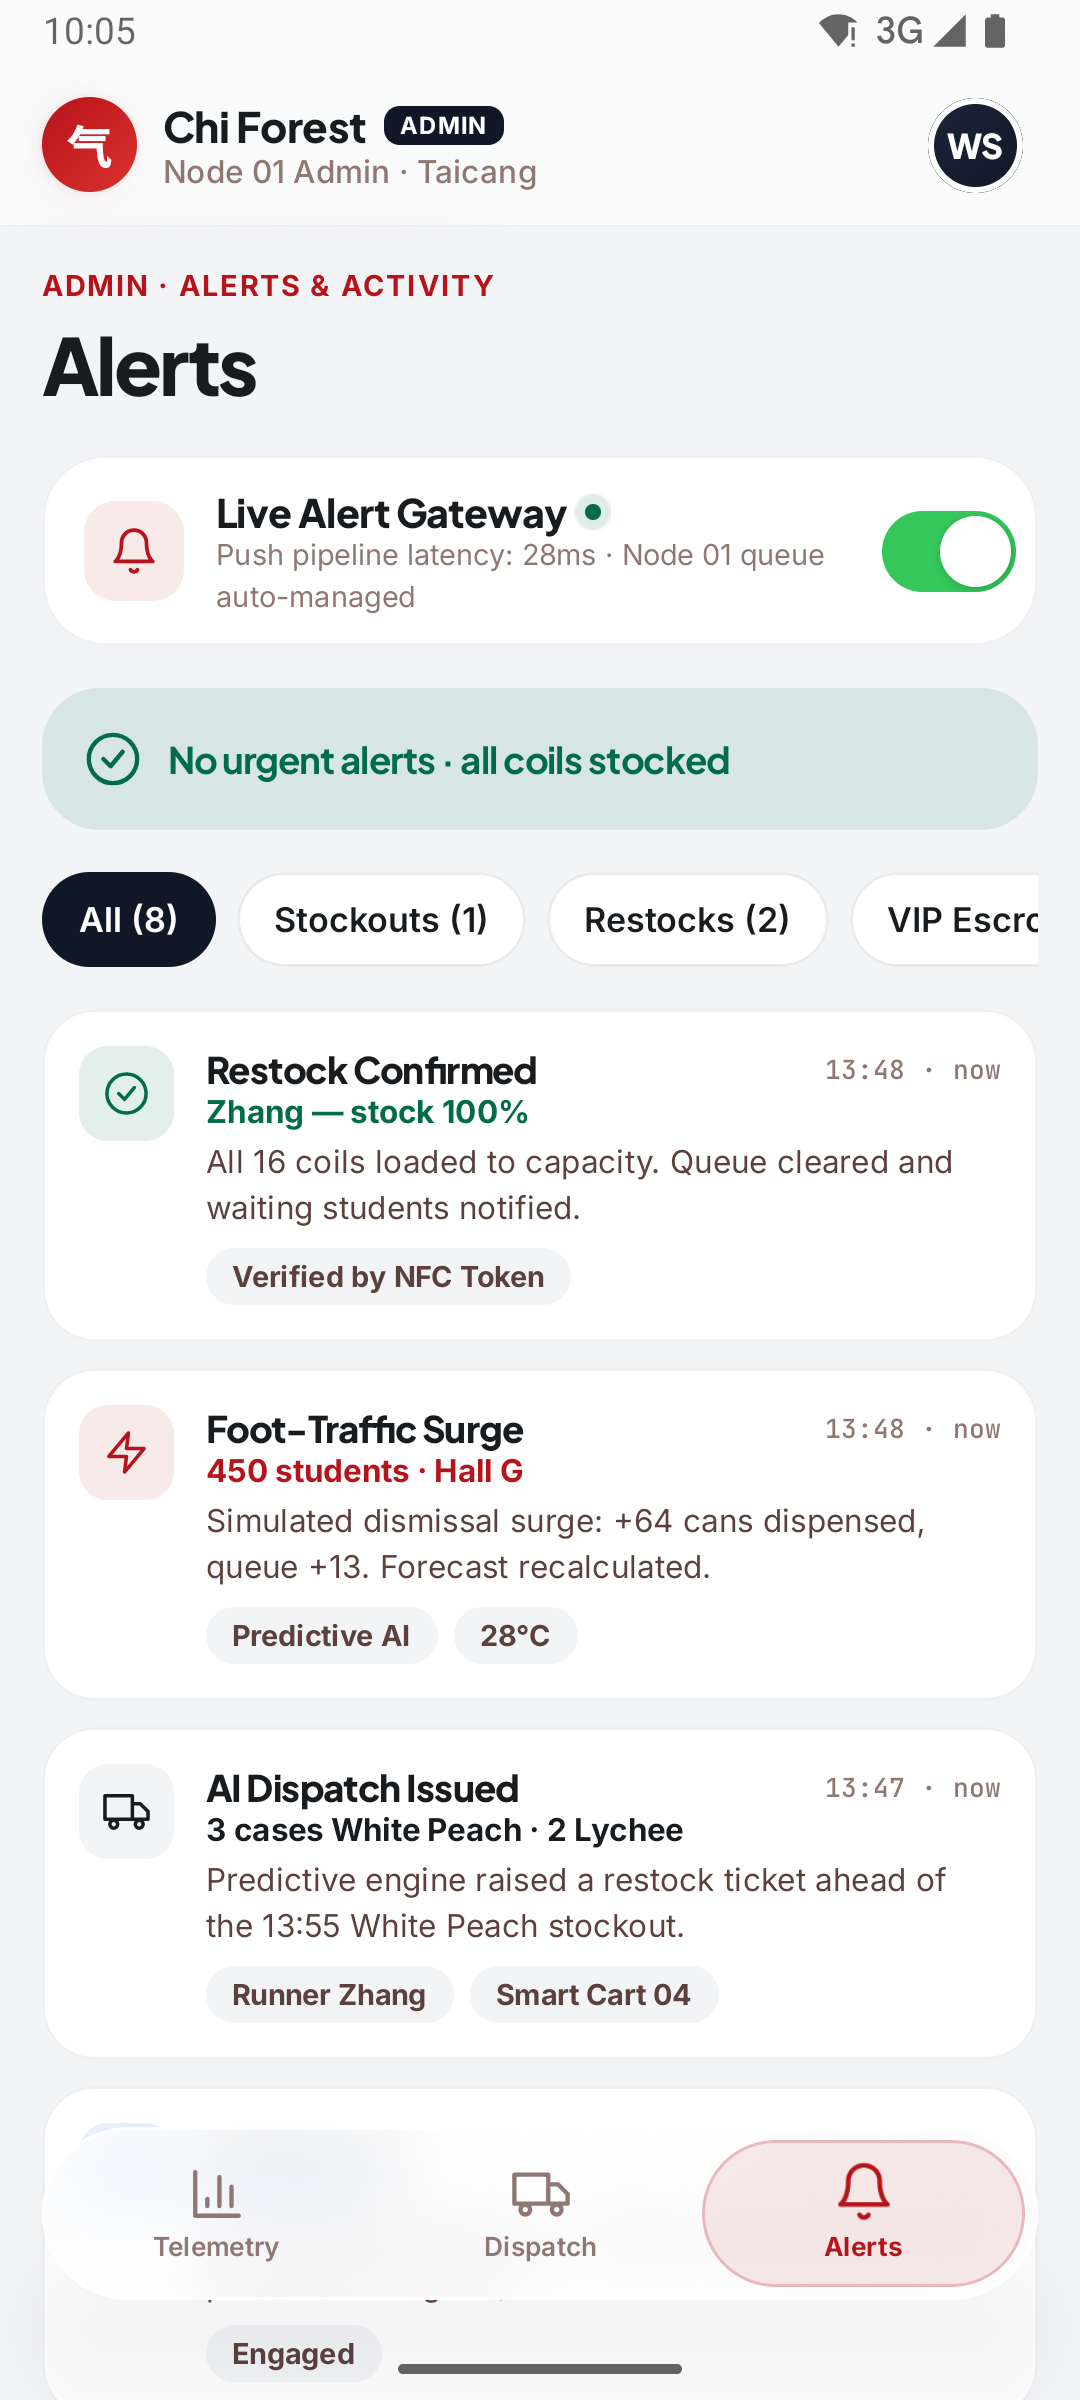 10:05
3G
气
Chi Forest
ADMIN
Node 01 Admin · Taicang
WS
ADMIN · ALERTS & ACTIVITY
Alerts
Live Alert Gateway
Push pipeline latency: 28ms · Node 01 queue
auto-managed
No urgent alerts · all coils stocked
All (8)
Stockouts (1)
Restocks (2)
VIP Escro
Restock Confirmed
13:48 · now
Zhang — stock 100%
All 16 coils loaded to capacity. Queue cleared and
waiting students notified.
Verified by NFC Token
Foot-Traffic Surge
13:48 · now
450 students · Hall G
Simulated dismissal surge: +64 cans dispensed,
queue +13. Forecast recalculated.
Predictive AI
28°C
AI Dispatch Issued
13:47 · now
3 cases White Peach · 2 Lychee
Predictive engine raised a restock ticket ahead of
the 13:55 White Peach stockout.
Runner Zhang
Smart Cart 04
Telemetry
Dispatch
Alerts
Engaged